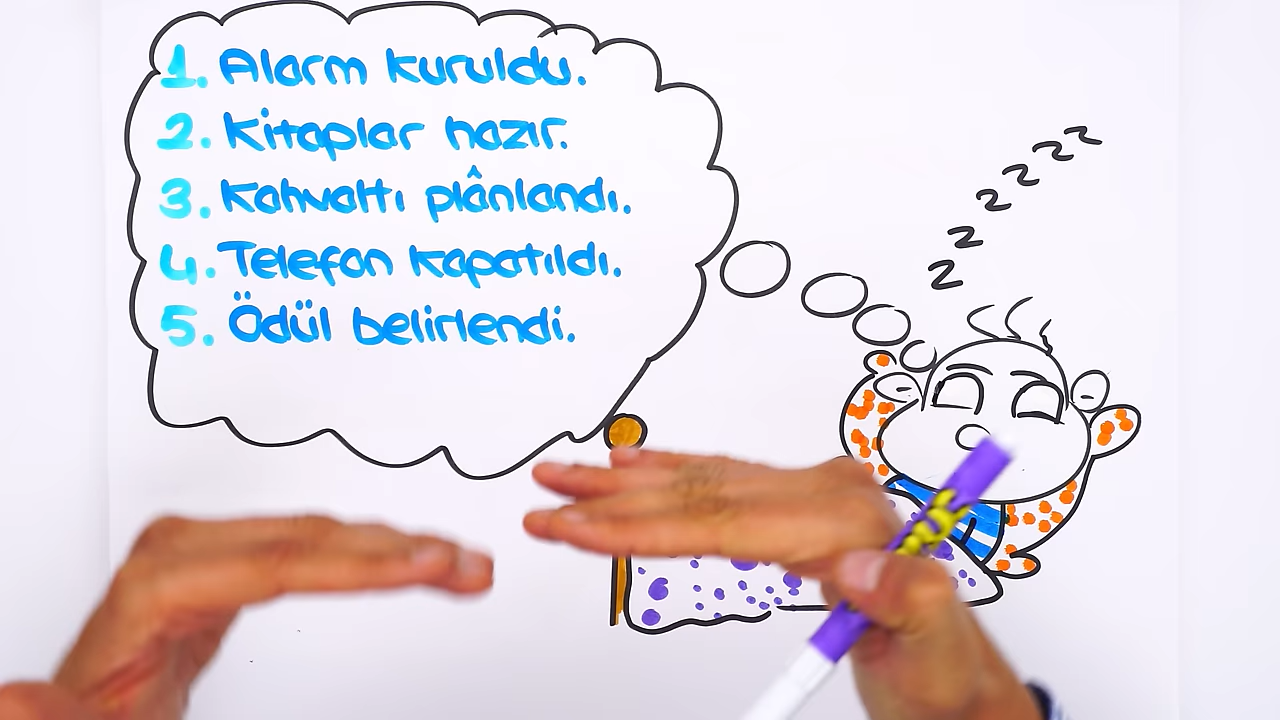 1. Alarm kuruldu.
2. Kitaplar hazır.
3. Kahvaltı plânlandı.
4. Telefon kapatıldı.
5. Ödül belirlendi.
z z z z z z